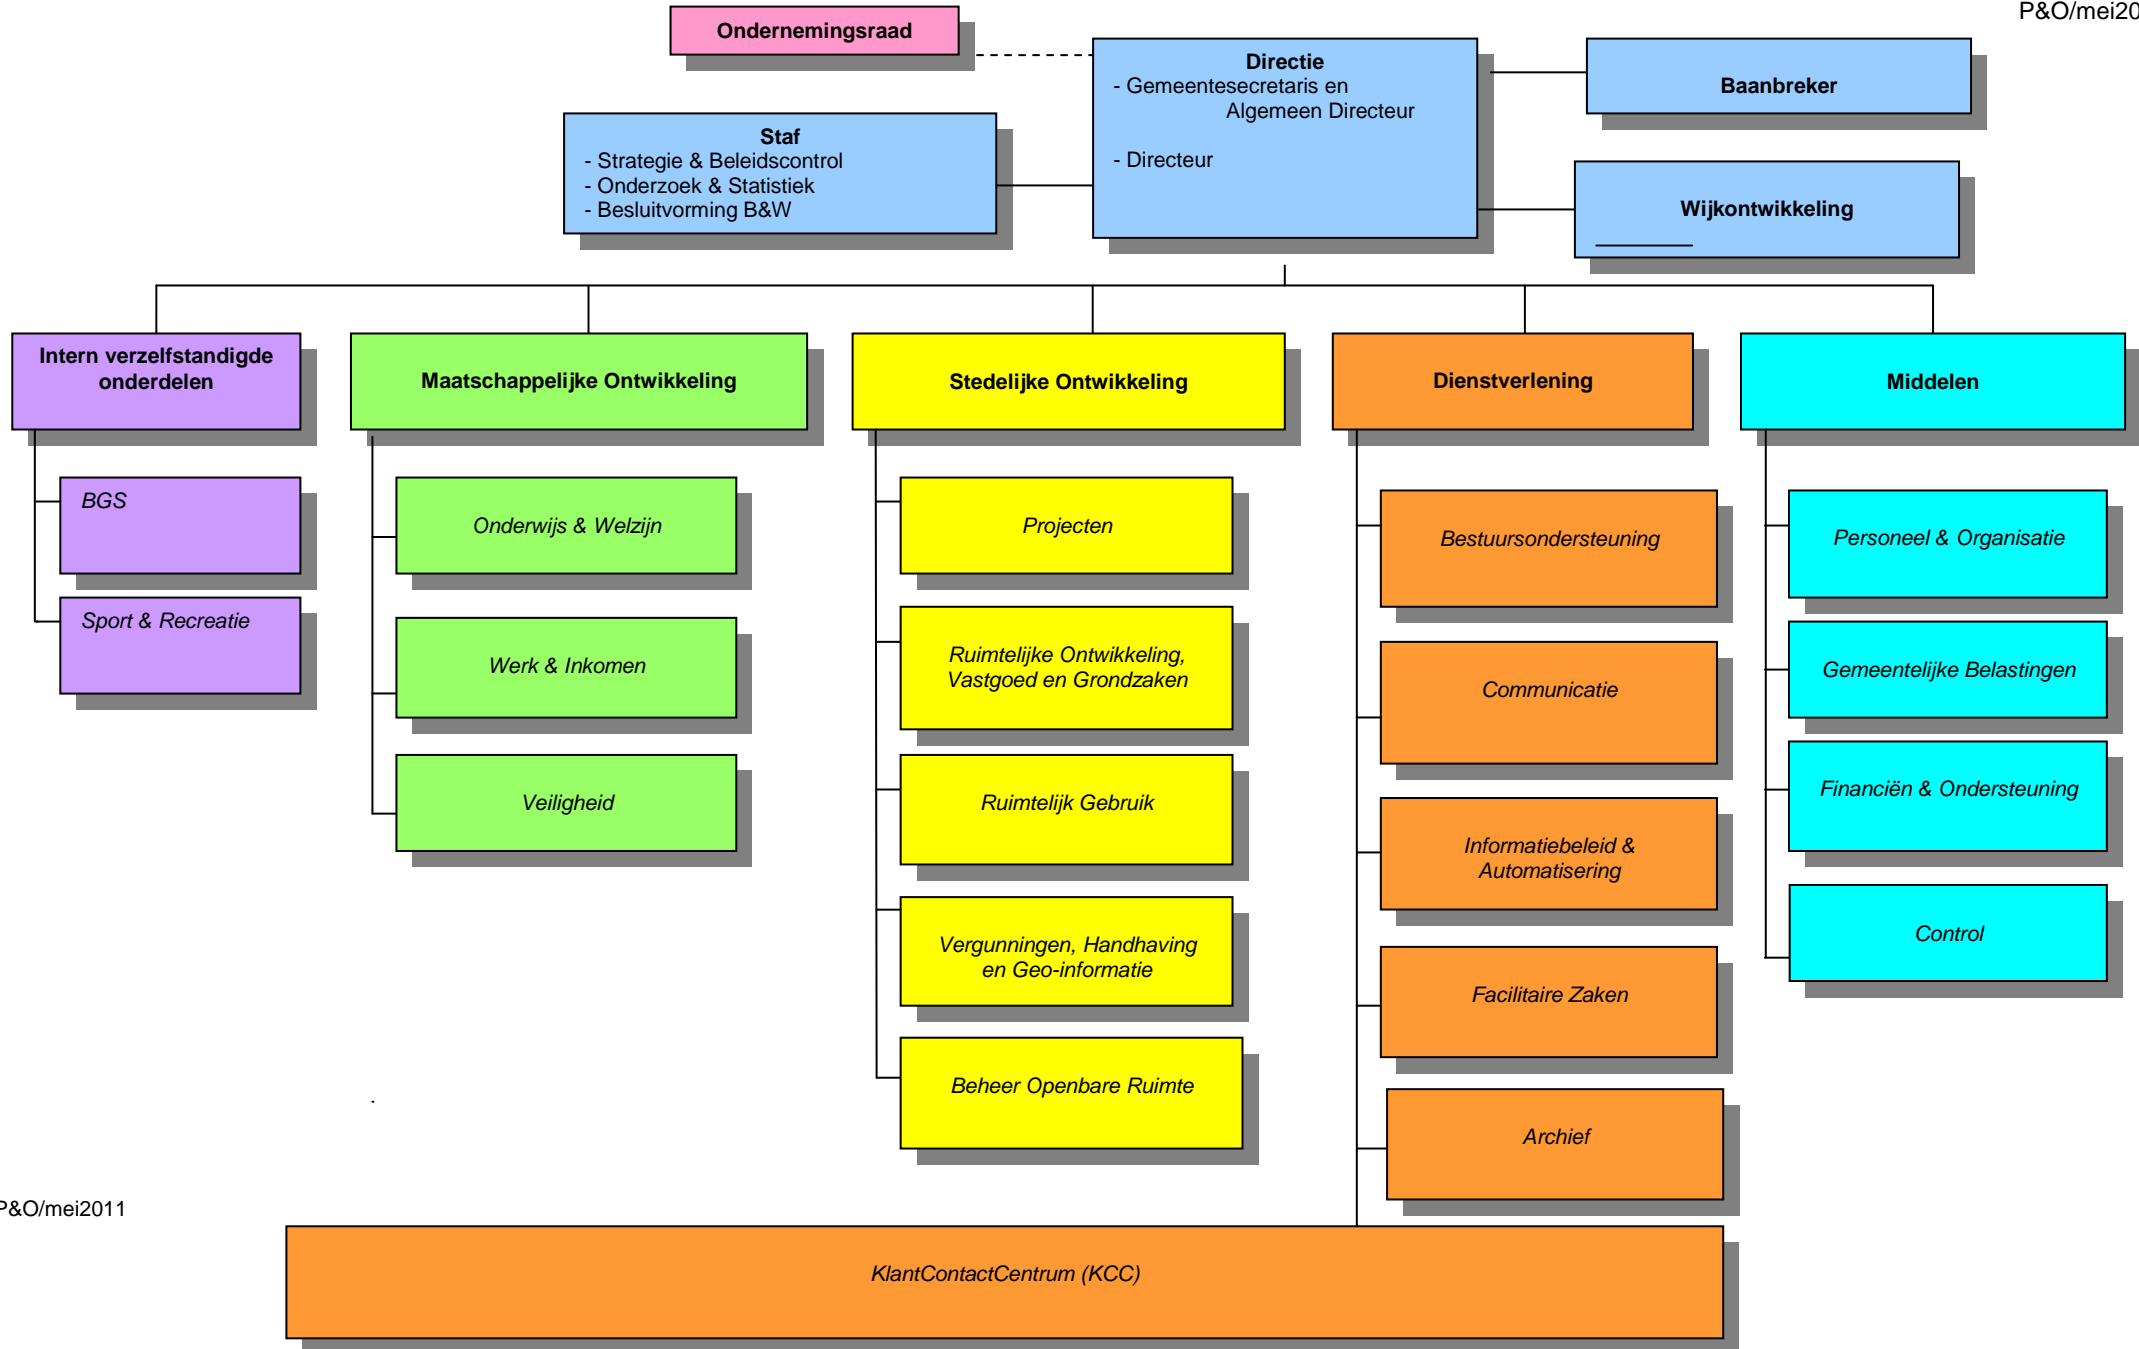 P&O/mei20
Ondernemingsraad
Directie
- Gemeentesecretaris en
Algemeen Directeur
- Directeur
Baanbreker
Staf
- Strategie & Beleidscontrol
- Onderzoek & Statistiek
- Besluitvorming B&W
Wijkontwikkeling
Intern verzelfstandigde
onderdelen
BGS
Sport & Recreatie
Maatschappelijke Ontwikkeling
Onderwijs & Welzijn
Werk & Inkomen
Veiligheid
Stedelijke Ontwikkeling
Projecten
Ruimtelijke Ontwikkeling,
Vastgoed en Grondzaken
Ruimtelijk Gebruik
Vergunningen, Handhaving
en Geo-informatie
Beheer Openbare Ruimte
Dienstverlening
Bestuursondersteuning
Communicatie
Informatiebeleid &
Automatisering
Facilitaire Zaken
Archief
Middelen
Personeel & Organisatie
Gemeentelijke Belastingen
Financiën & Ondersteuning
Control
.
P&O/mei2011
KlantContactCentrum (KCC)